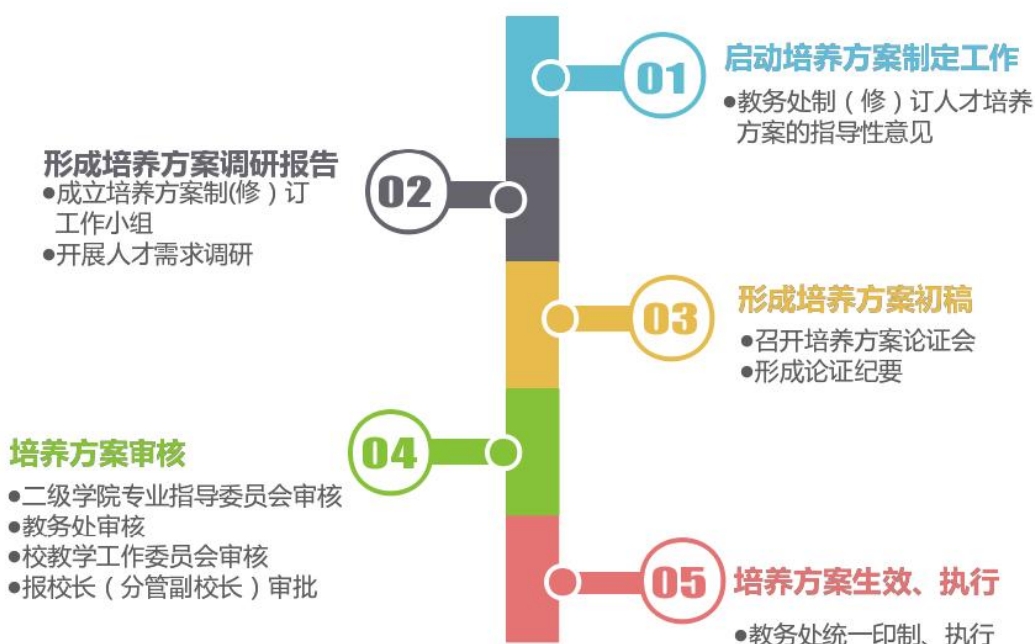 01
启动培养方案制定工作
●教务处制（修）订人才培养
方案的指导性意见
02
形成培养方案调研报告
●成立培养方案制(修）订
工作小组
●开展人才需求调研
03
形成培养方案初稿
●召开培养方案论证会
●形成论证纪要
04
培养方案审核
●二级学院专业指导委员会审核
●教务处审核
●校教学工作委员会审核
●报校长（分管副校长）审批
05
培养方案生效、执行
●教务处统一印制、执行